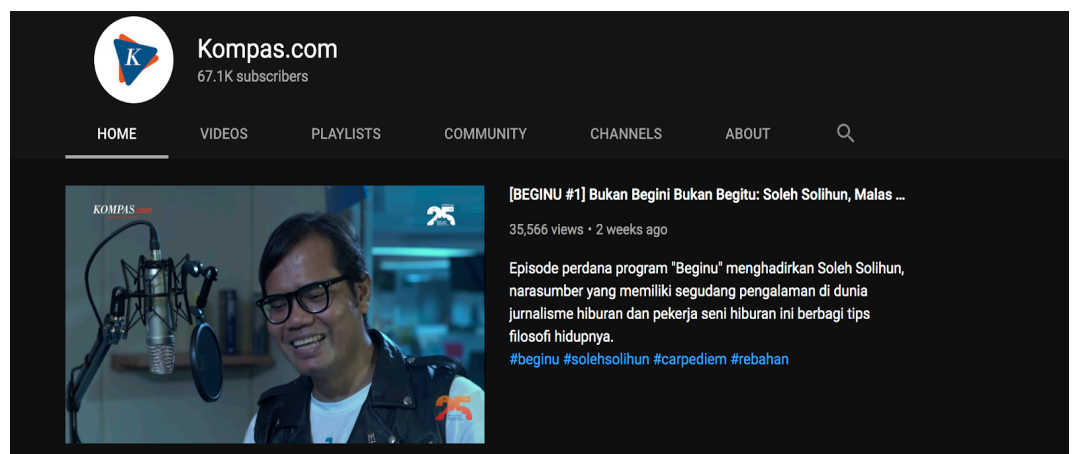 K
Kompas.com
67.1K subscribers
HOME VIDEOS PLAYLISTS COMMUNITY CHANNELS ABOUT
KOMPAS.com
25
25
[BEGINU #1] Bukan Begini Bukan Begitu: Soleh Solihun, Malas ...
35,566 views • 2 weeks ago
Episode perdana program "Beginu" menghadirkan Soleh Solihun,
narasumber yang memiliki segudang pengalaman di dunia
jurnalisme hiburan dan pekerja seni hiburan ini berbagi tips
filosofi hidupnya.
#beginu #solehsolihun #carpediem #rebahan